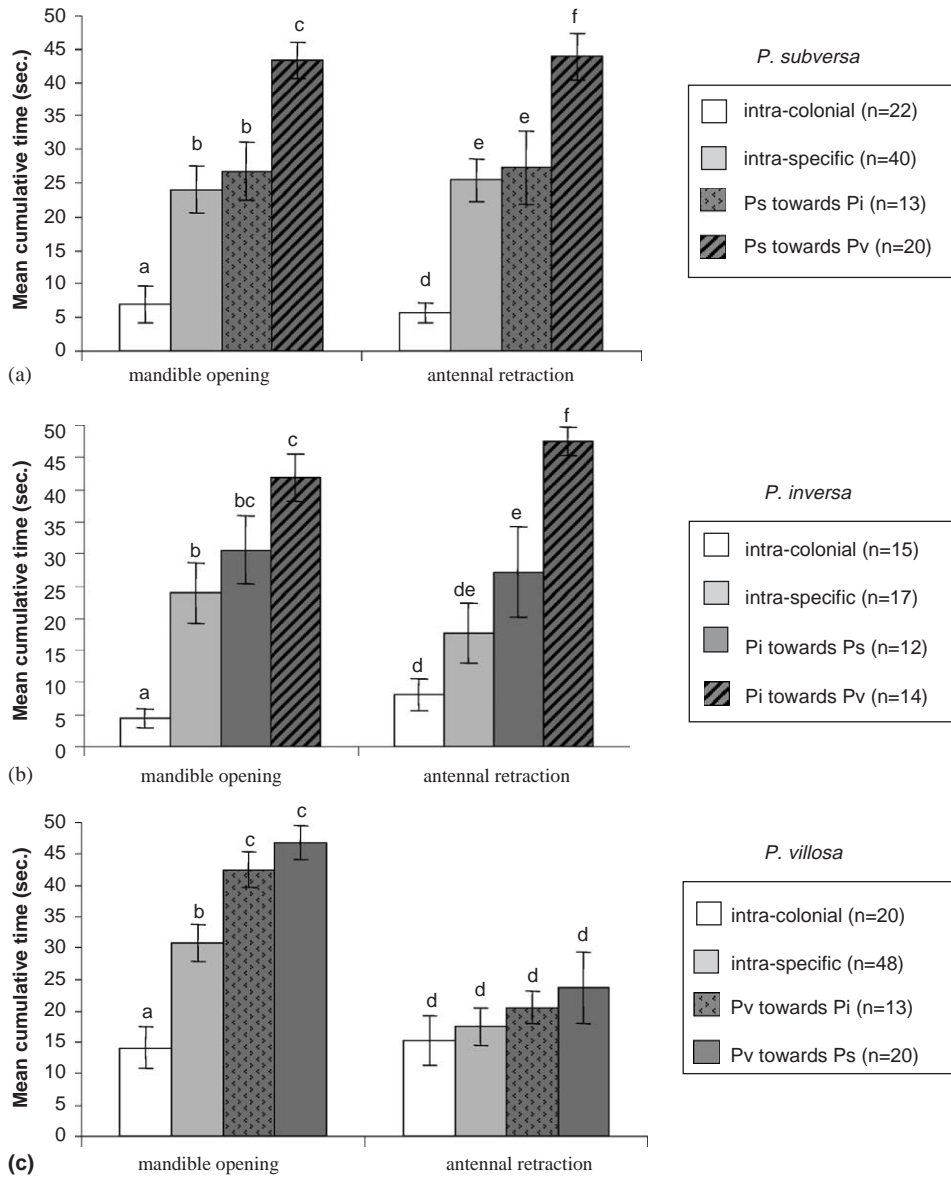 P. subversa
Mean cumulative time (sec.)
50
45
40
35
30
25
20
15
10
5
0
a
b
b
c
d
e
e
f
mandible opening
antennal retraction
(a)
intra-colonial (n=22)
intra-specific (n=40)
Ps towards Pi (n=13)
Ps towards Pv (n=20)
P. inversa
Mean cumulative time (sec.)
50
45
40
35
30
25
20
15
10
5
0
a
b
bc
c
d
de
e
f
mandible opening
antennal retraction
(b)
intra-colonial (n=15)
intra-specific (n=17)
Pi towards Ps (n=12)
Pi towards Pv (n=14)
P. villosa
Mean cumulative time (sec.)
50
45
40
35
30
25
20
15
10
5
0
a
b
c
c
d
d
d
d
mandible opening
antennal retraction
(c)
intra-colonial (n=20)
intra-specific (n=48)
Pv towards Pi (n=13)
Pv towards Ps (n=20)